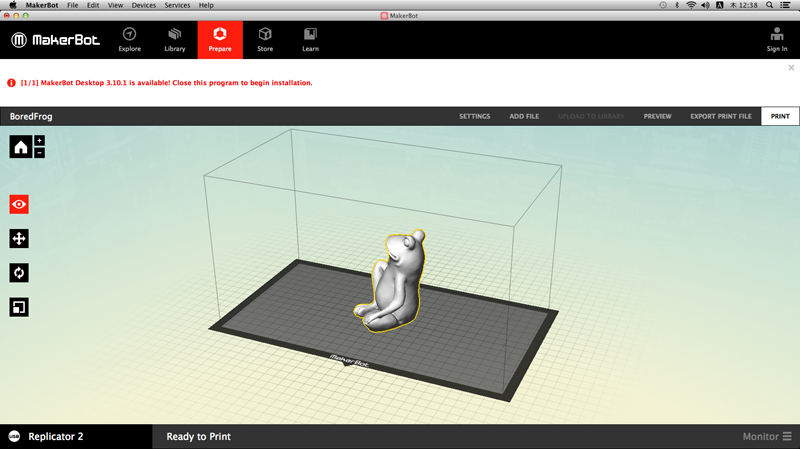 MakerBot File Edit View Devices Services Help
木 12:38
MakerBot
MakerBot
Explore
Library
Prepare
Store
Learn
Sign In
[1/1] MakerBot Desktop 3.10.1 is available! Close this program to begin installation.
BoredFrog
SETTINGS
ADD FILE
UPLOAD TO LIBRARY
PREVIEW
EXPORT PRINT FILE
PRINT
MakerBot
USB
Replicator 2
Ready to Print
Monitor